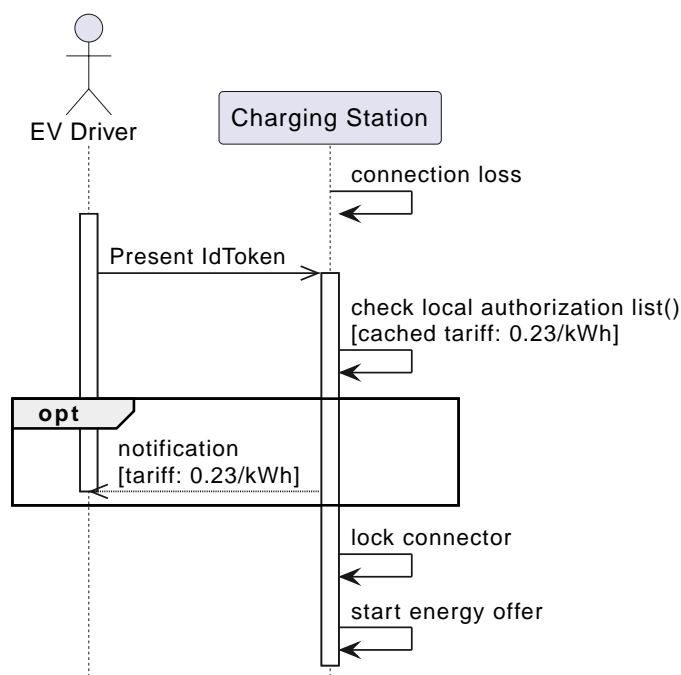 EV Driver
Charging Station
connection loss
Present IdToken
check local authorization list()
[cached tariff: 0.23/kWh]
opt
notification
[tariff: 0.23/kWh]
lock connector
start energy offer